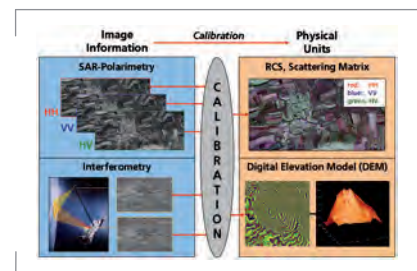 Image
Information
Calibration
Physical
Units
SAR-Polarimetry
HH
VV
HV
CALIBRATION
RCS, Scattering Matrix
red: HH
blue: VV
green: HV
Interferometry
Digital Elevation Model (DEM)